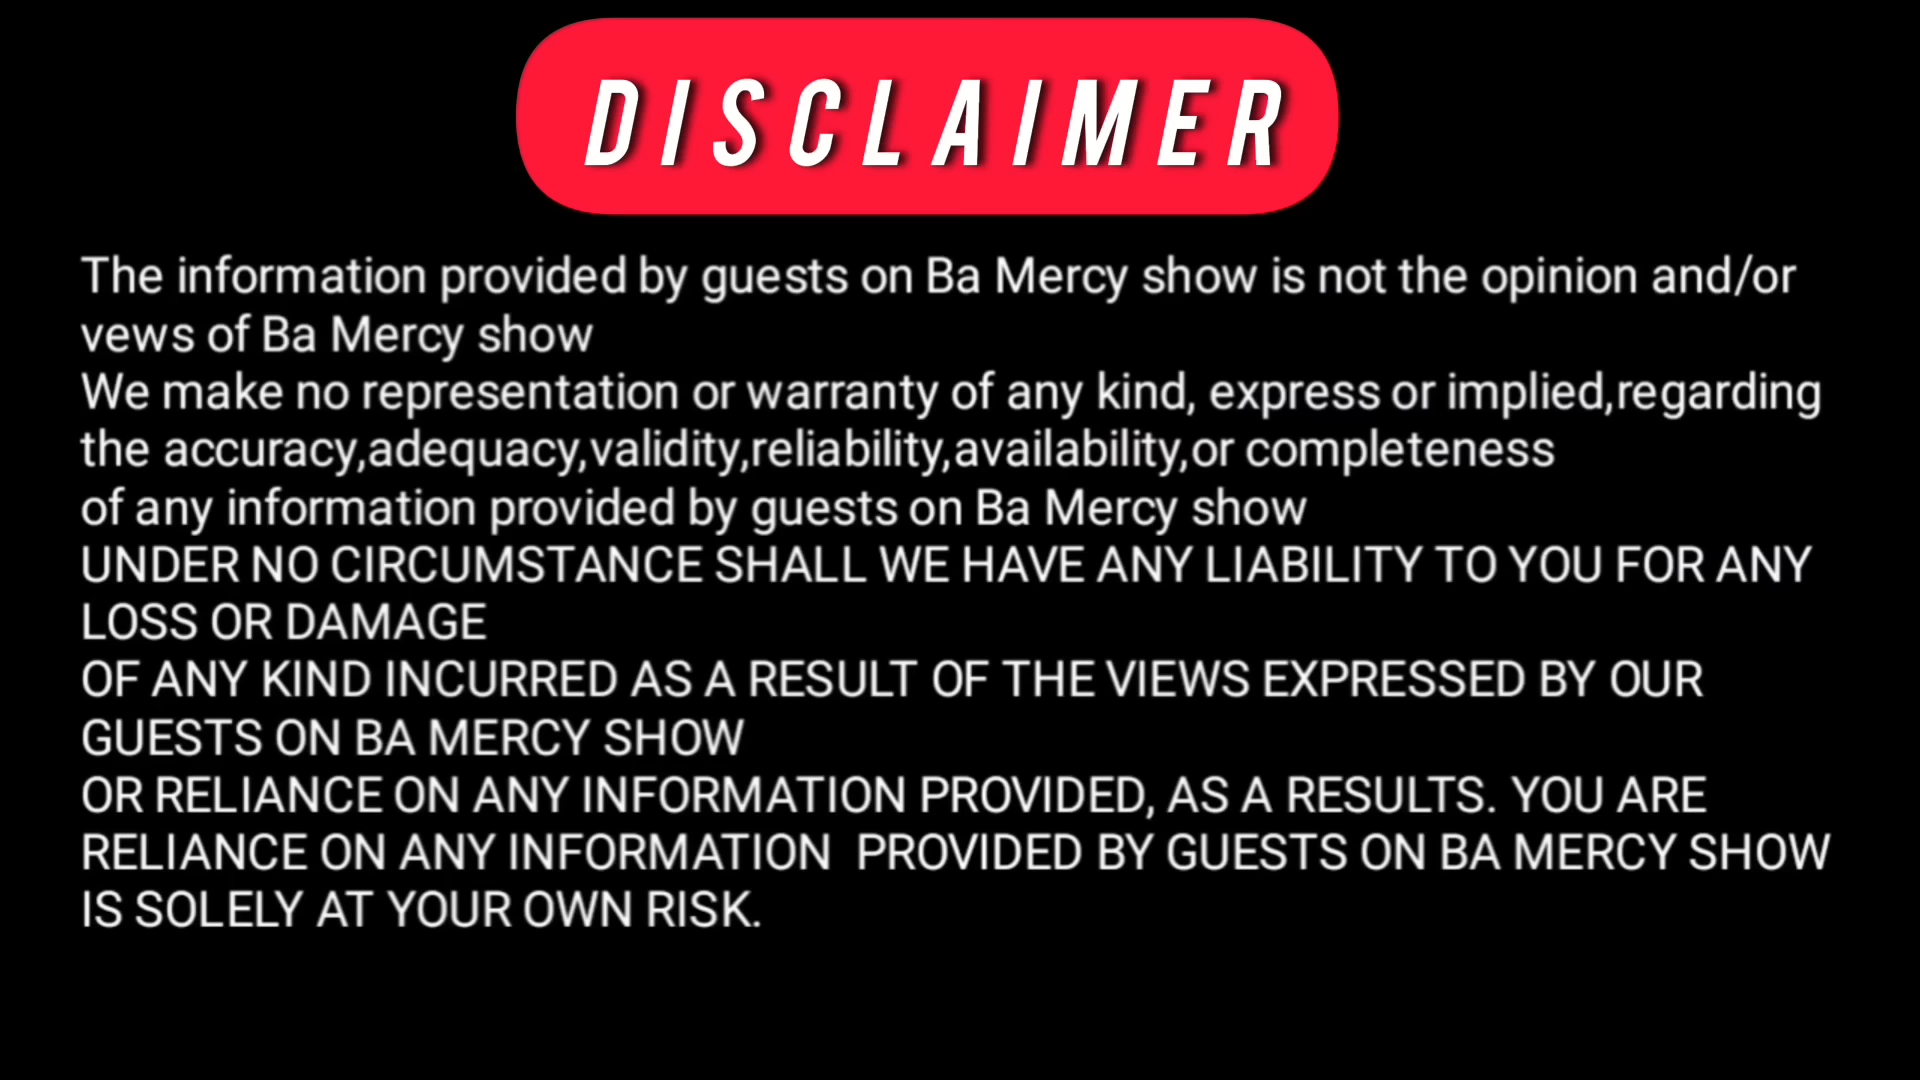 DISCLAIMER
The information provided by guests on Ba Mercy show is not the opinion and/or
vews of Ba Mercy show
We make no representation or warranty of any kind, express or implied,regarding
the accuracy,adequacy,validity,reliability,availability,or completeness
of any information provided by guests on Ba Mercy show
UNDER NO CIRCUMSTANCE SHALL WE HAVE ANY LIABILITY TO YOU FOR ANY
LOSS OR DAMAGE
OF ANY KIND INCURRED AS A RESULT OF THE VIEWS EXPRESSED BY OUR
GUESTS ON BA MERCY SHOW
OR RELIANCE ON ANY INFORMATION PROVIDED, AS A RESULTS. YOU ARE
RELIANCE ON ANY INFORMATION  PROVIDED BY GUESTS ON BA MERCY SHOW
IS SOLELY AT YOUR OWN RISK.